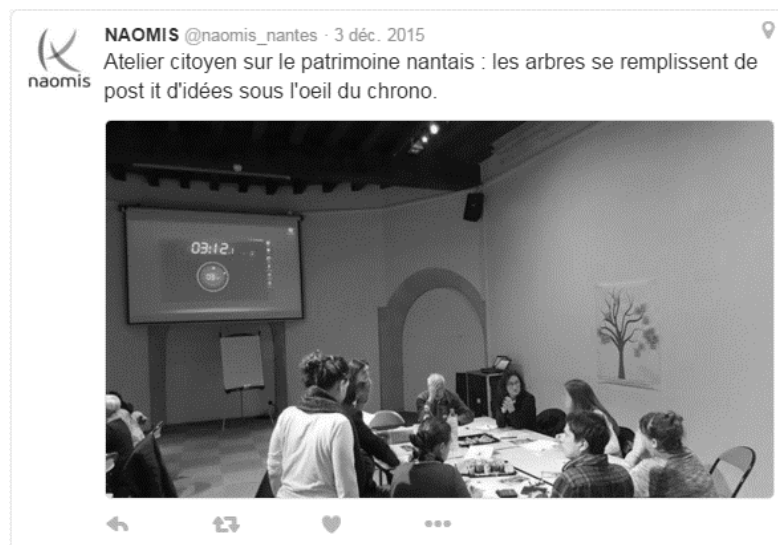 NAOMIS @naomis_nantes · 3 déc. 2015
naomis
Atelier citoyen sur le patrimoine nantais : les arbres se remplissent de
post it d'idées sous l'oeil du chrono.
03:12